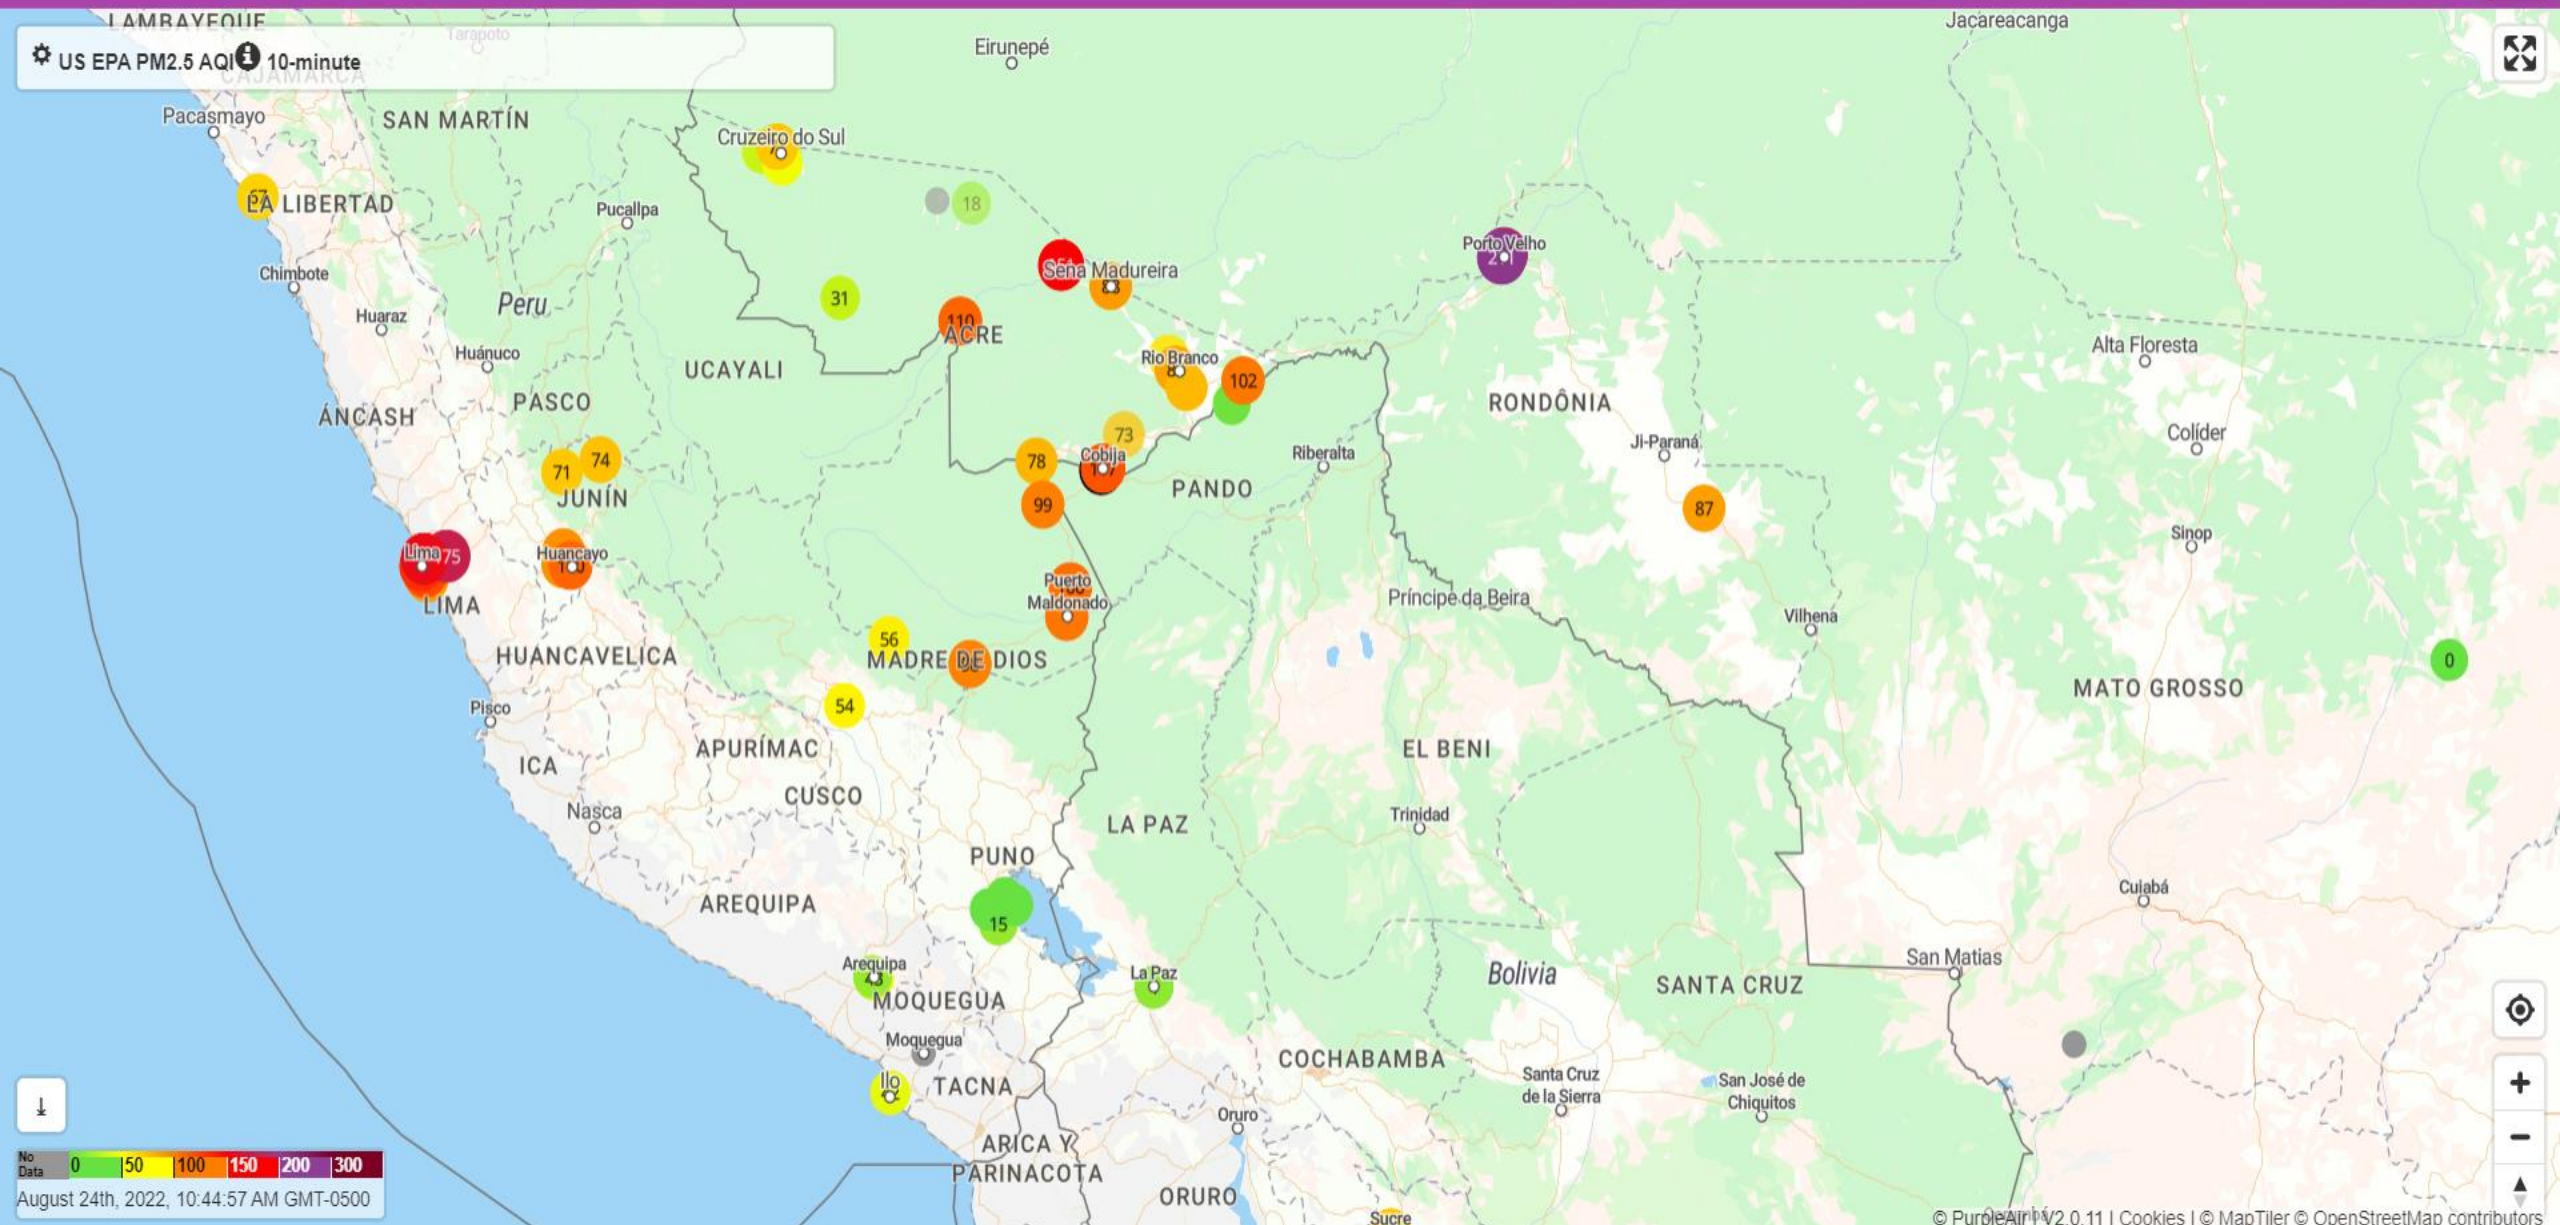 LAMBAYEQUE
Tarapoto
Eirunepé
Jacareacanga
US EPA PM2.5 AQI 10-minute
CAJAMARCA
Pacasmayo
SAN MARTÍN
Cruzeiro do Sul
67
LA LIBERTAD
Pucallpa
18
Porto Velho
Chimbote
Sena Madureira
31
Peru
Huaraz
110
ACRE
Huánuco
Rio Branco
Alta Floresta
UCAYALI
102
PASCO
RONDÔNIA
ÁNCASH
73
Colíder
Ji-Paraná
71
74
78
Cobija
Riberalta
JUNÍN
PANDO
99
87
Sinop
Lima
75
Huancayo
Puerto
Maldonado
LIMA
Príncipe da Beira
Vilhena
56
HUANCAVELICA
MADRE DE DIOS
0
MATO GROSSO
54
Pisco
APURÍMAC
EL BENI
ICA
CUSCO
Nasca
LA PAZ
Trinidad
PUNO
Cuiabá
AREQUIPA
15
Arequipa
La Paz
Bolivia
San Matias
SANTA CRUZ
MOQUEGUA
Moquegua
COCHABAMBA
Ilo
TACNA
Santa Cruz
de la Sierra
San José de
Chiquitos
Oruro
ARICA Y
PARINACOTA
ORURO
Sucre
No
Data
0 50 100 150 200 300
August 24th, 2022, 10:44:57 AM GMT-0500
© PurpleAir V2.0.11 | Cookies | © MapTiler © OpenStreetMap contributors